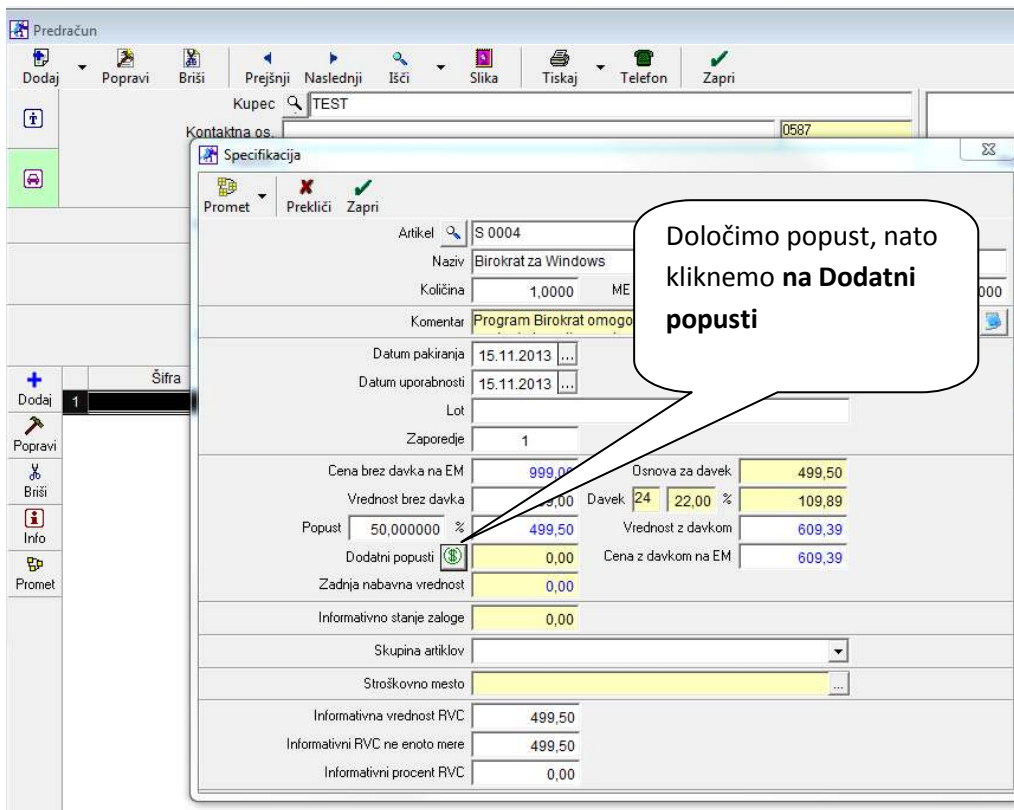 Predračun
Dodaj Popravi Briši Prejšnji Naslednji Išči Slika Tiskaj Telefon Zapri
Kupec TEST
Kontaktna os. 0587
Specifikacija
Promet Prekliči Zapri
Artikel S 0004
Naziv Birokrat za Windows
Količina 1,0000 ME 000
Komentar Program Birokrat omogo
Določimo popust, nato
kliknemo na Dodatni
popusti
Datum pakiranja 15.11.2013 ...
Datum uporabnosti 15.11.2013 ...
Lot
Zaporedje 1
Šifra
1
Dodaj
Popravi
Briši
Info
Promet
Cena brez davka na EM 999,00 Osnova za davek 499,50
Vrednost brez davka 9,00 Davek 24 22,00 % 109,89
Popust 50,000000 % 499,50 Vrednost z davkom 609,39
Dodatni popusti 0,00 Cena z davkom na EM 609,39
Zadnja nabavna vrednost 0,00
Informativno stanje zaloge 0,00
Skupina artiklov
Stroškovno mesto ...
Informativna vrednost RVC 499,50
Informativni RVC ne enoto mere 499,50
Informativni procent RVC 0,00